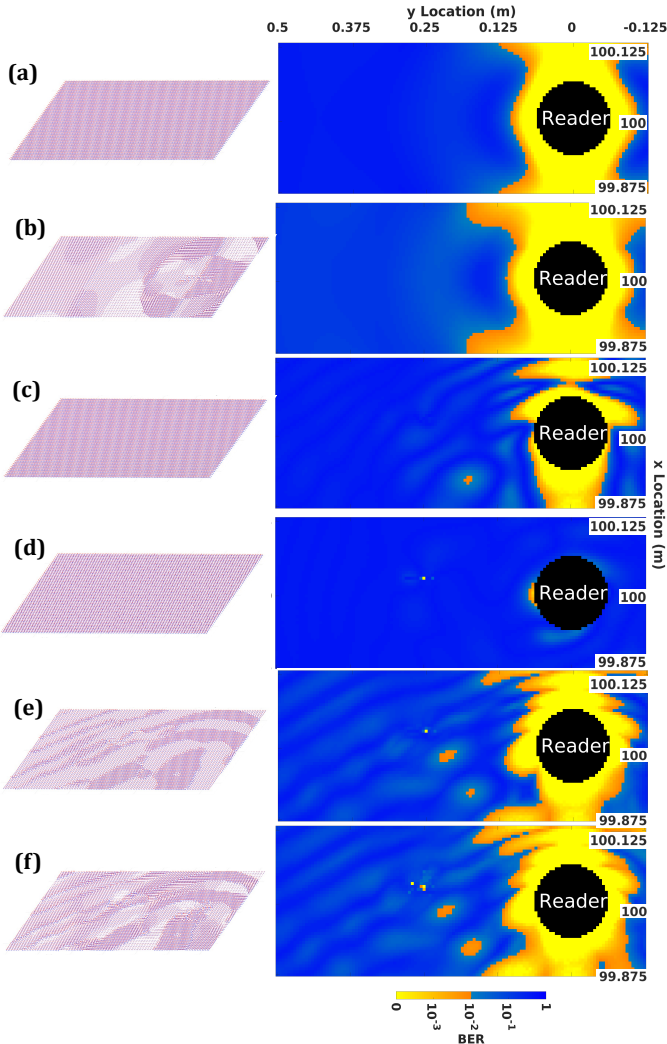 y Location (m)
0.5 0.375 0.25 0.125 0 -0.125
(a)
100.125
Reader
100
99.875
(b)
100.125
Reader
100
99.875
(c)
100.125
Reader
100
99.875
x Location (m)
(d)
100.125
Reader
100
99.875
(e)
100.125
Reader
100
99.875
(f)
100.125
Reader
100
99.875
0 10⁻³ 10⁻² 10⁻¹ 1
BER